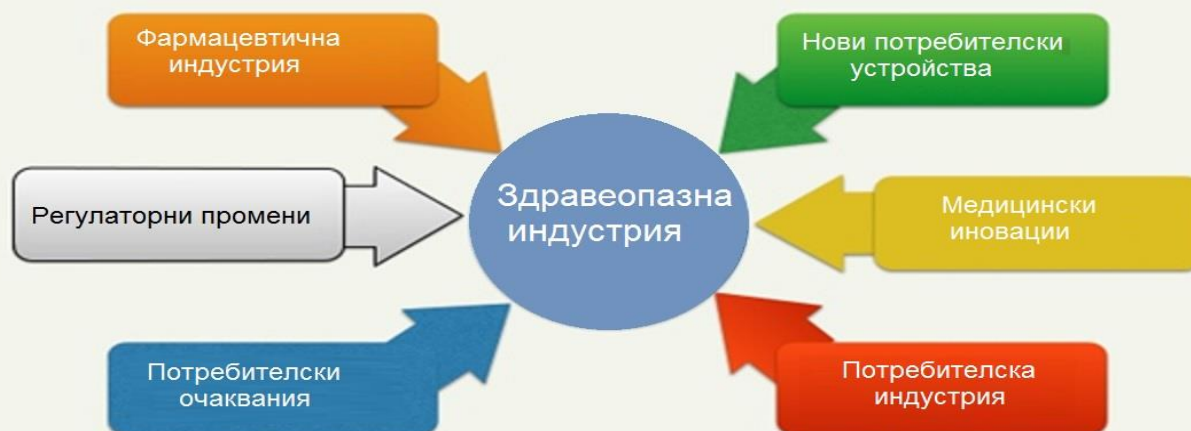 Фармацевтична
индустрия
Нови потребителски
устройства
Регулаторни промени
Здравеопазна
индустрия
Медицински
иновации
Потребителски
очаквания
Потребителска
индустрия